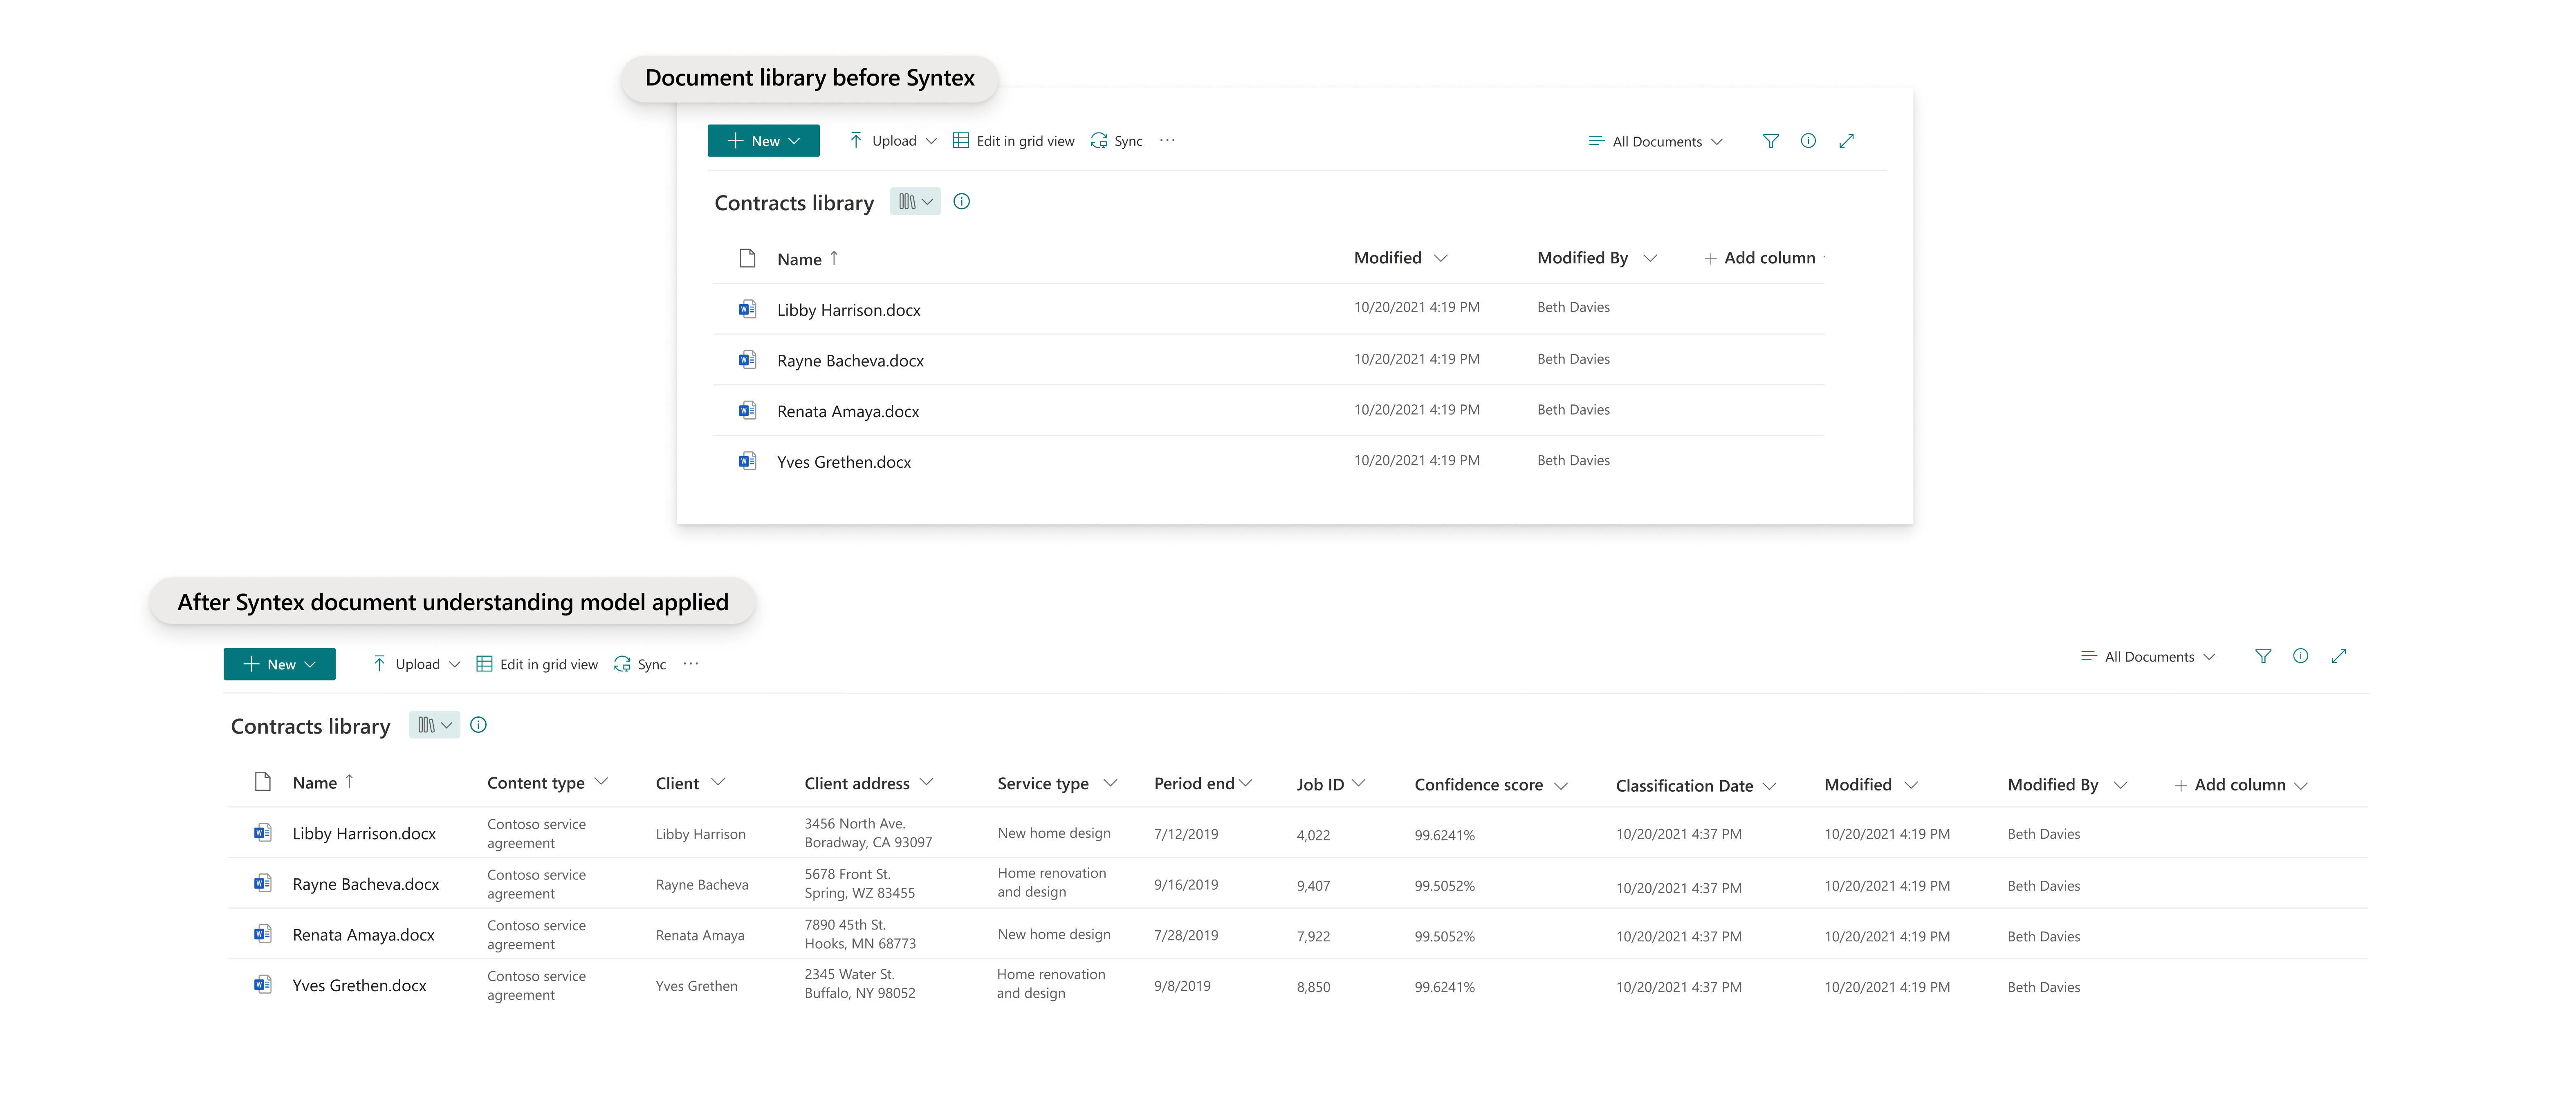 Document library before Syntex
New Upload Edit in grid view Sync ··· All Documents
Contracts library
Name Modified Modified By Add column
Libby Harrison.docx 10/20/2021 4:19 PM Beth Davies
Rayne Bacheva.docx 10/20/2021 4:19 PM Beth Davies
Renata Amaya.docx 10/20/2021 4:19 PM Beth Davies
Yves Grethen.docx 10/20/2021 4:19 PM Beth Davies
After Syntex document understanding model applied
New Upload Edit in grid view Sync ··· All Documents
Contracts library
Name Content type Client Client address Service type Period end Job ID Confidence score Classification Date Modified Modified By Add column
Libby Harrison.docx Contoso service agreement Libby Harrison 3456 North Ave. Boradway, CA 93097 New home design 7/12/2019 4,022 99.6241% 10/20/2021 4:37 PM 10/20/2021 4:19 PM Beth Davies
Rayne Bacheva.docx Contoso service agreement Rayne Bacheva 5678 Front St. Spring, WZ 83455 Home renovation and design 9/16/2019 9,407 99.5052% 10/20/2021 4:37 PM 10/20/2021 4:19 PM Beth Davies
Renata Amaya.docx Contoso service agreement Renata Amaya 7890 45th St. Hooks, MN 68773 New home design 7/28/2019 7,922 99.5052% 10/20/2021 4:37 PM 10/20/2021 4:19 PM Beth Davies
Yves Grethen.docx Contoso service agreement Yves Grethen 2345 Water St. Buffalo, NY 98052 Home renovation and design 9/8/2019 8,850 99.6241% 10/20/2021 4:37 PM 10/20/2021 4:19 PM Beth Davies